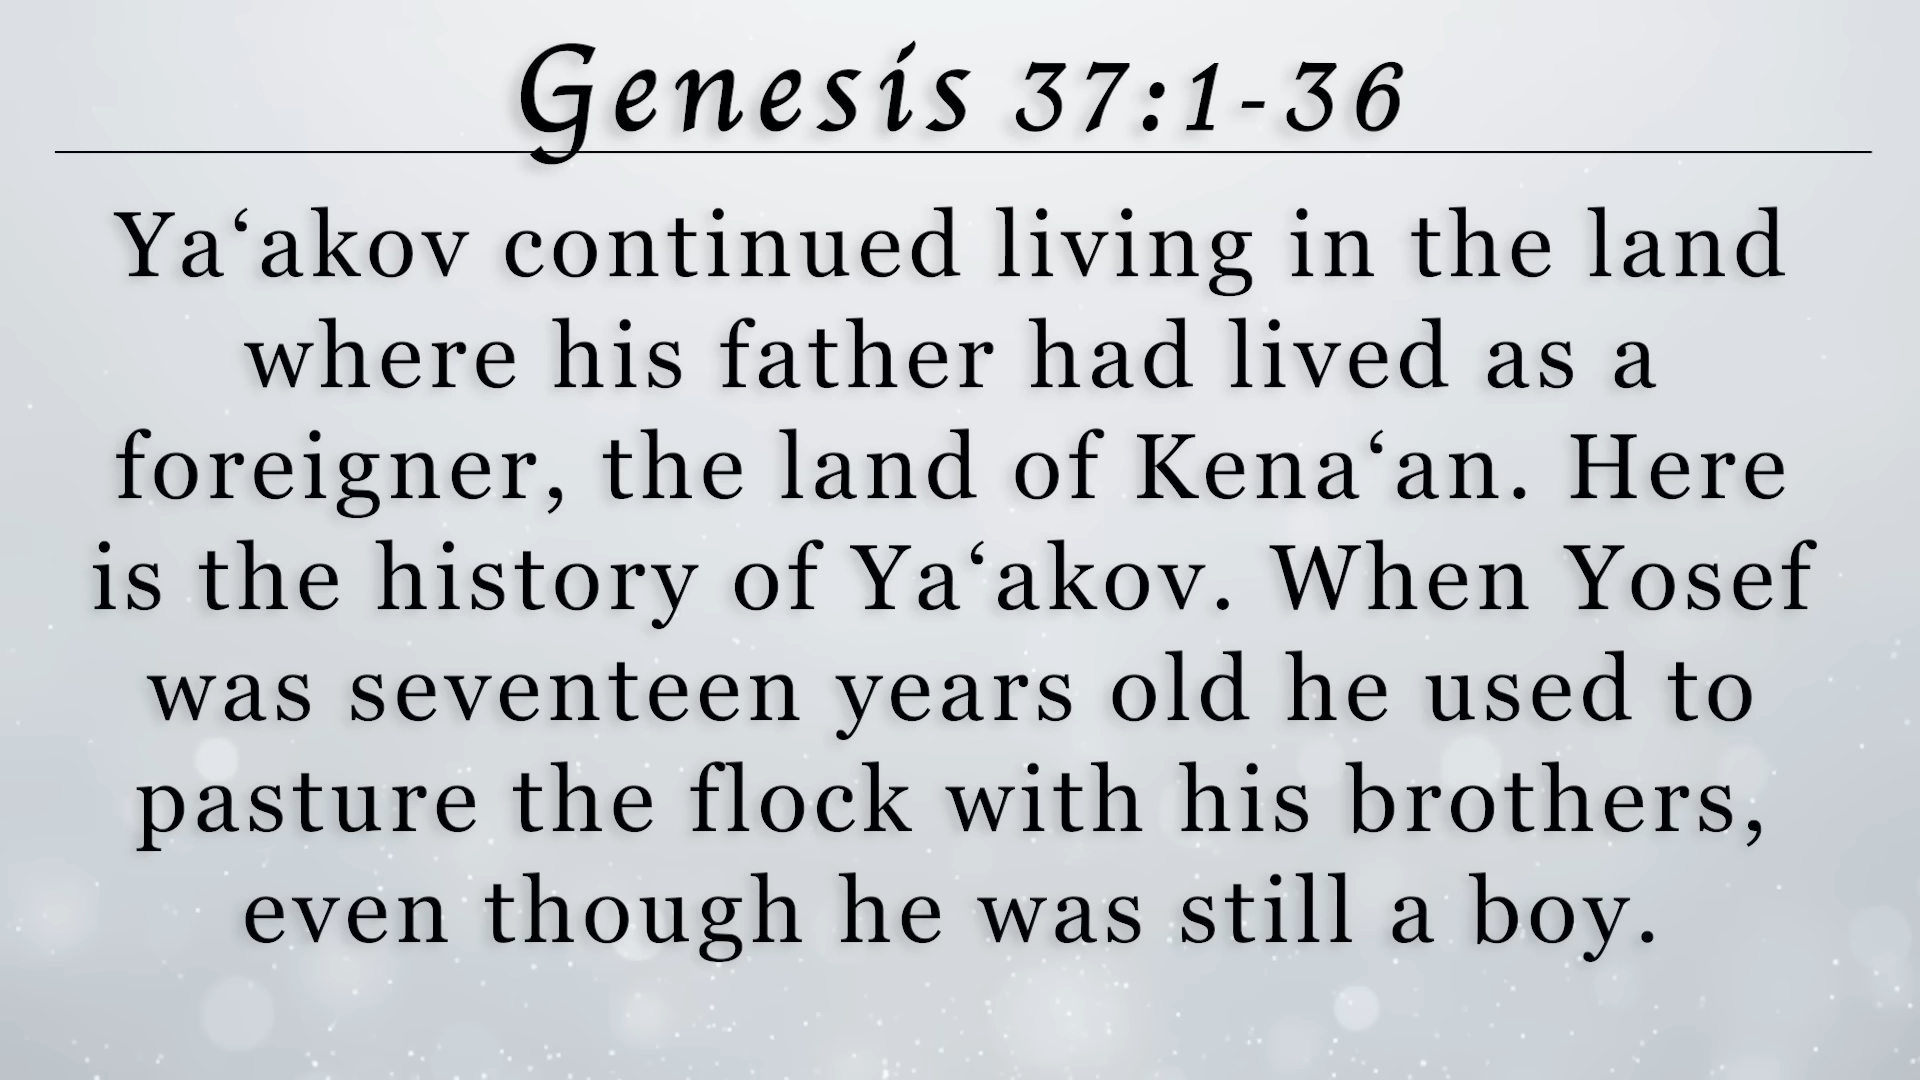 Genesis 37:1-36
Ya‘akov continued living in the land
where his father had lived as a
foreigner, the land of Kena‘an. Here
is the history of Ya‘akov. When Yosef
was seventeen years old he used to
pasture the flock with his brothers,
even though he was still a boy.